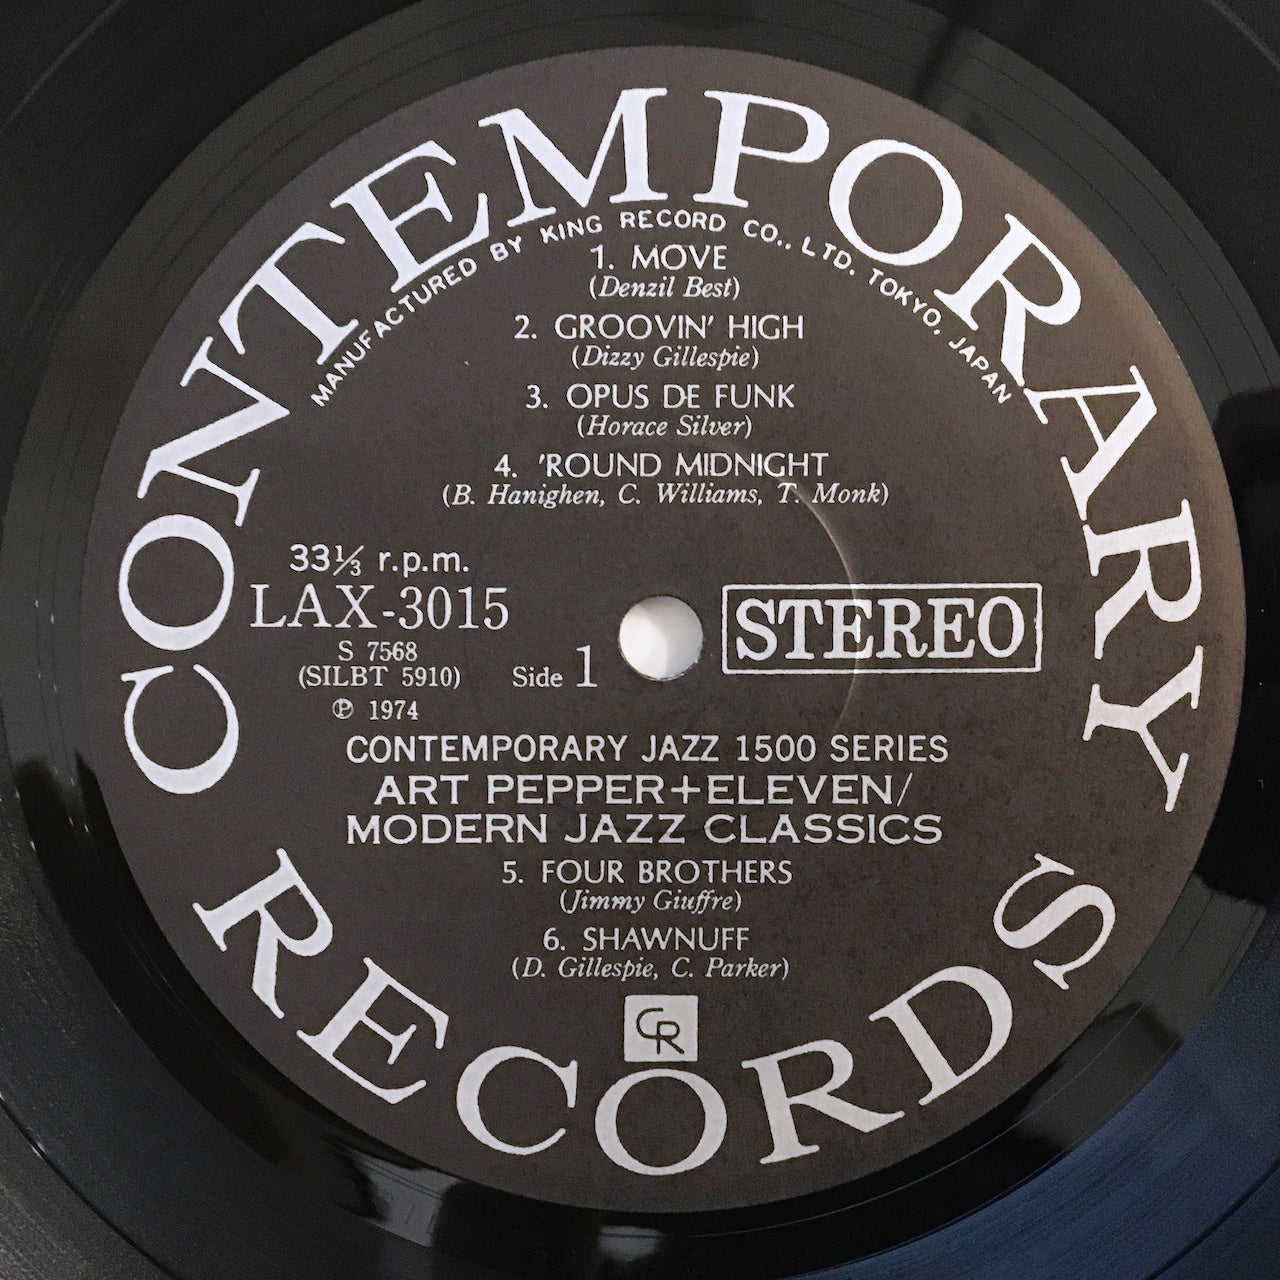 CONTEMPORARY
MANUFACTURED BY KING RECORD CO., LTD. TOKYO, JAPAN
1. MOVE
(Denzil Best)
2. GROOVIN' HIGH
(Dizzy Gillespie)
3. OPUS DE FUNK
(Horace Silver)
4. 'ROUND MIDNIGHT
(B. Hanighen, C. Williams, T. Monk)
33⅓ r.p.m.
LAX-3015
S 7568
(SILBT 5910)
Ⓟ 1974
Side 1
STEREO
CONTEMPORARY JAZZ 1500 SERIES
ART PEPPER+ELEVEN/
MODERN JAZZ CLASSICS
5. FOUR BROTHERS
(Jimmy Giuffre)
6. SHAWNUFF
(D. Gillespie, C. Parker)
CR
RECORDS